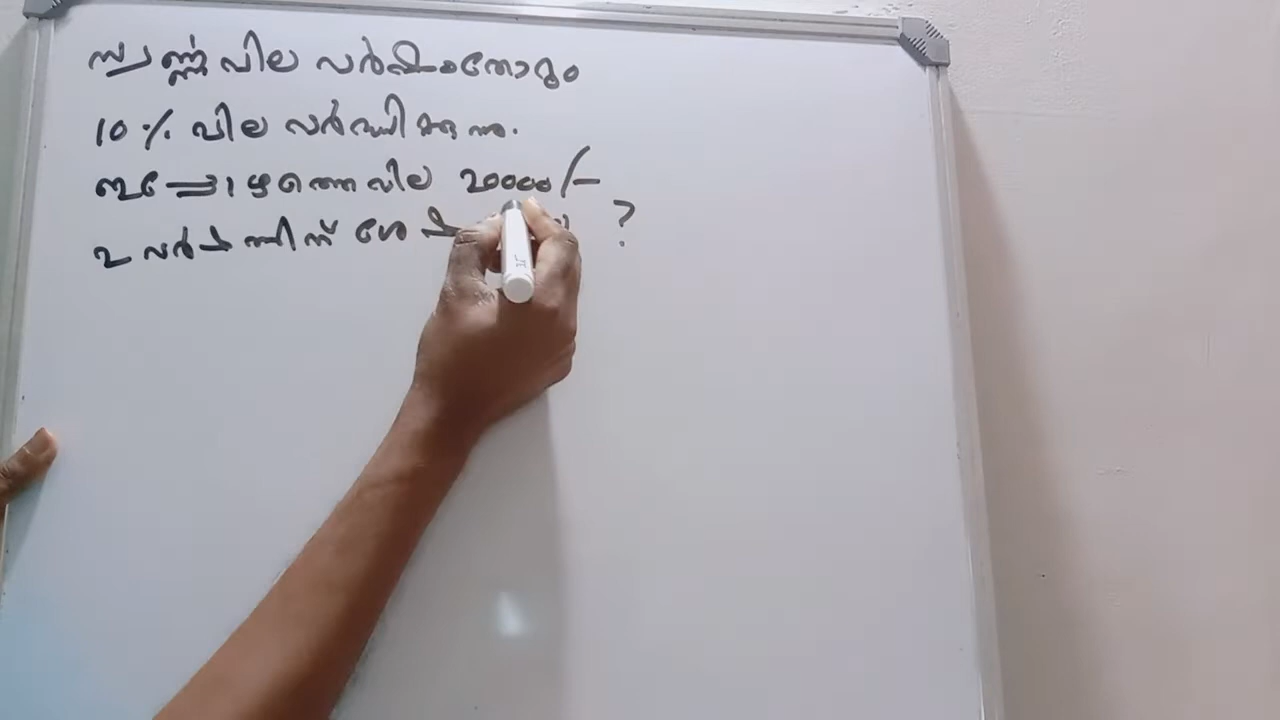 സ്വർണ്ണ വില വർഷംതോറും
10 % വില വർദ്ധിക്കുന്നു.
ഇപ്പോഴത്തെ വില 20000/-
2 വർഷത്തിന് ശേഷം ?